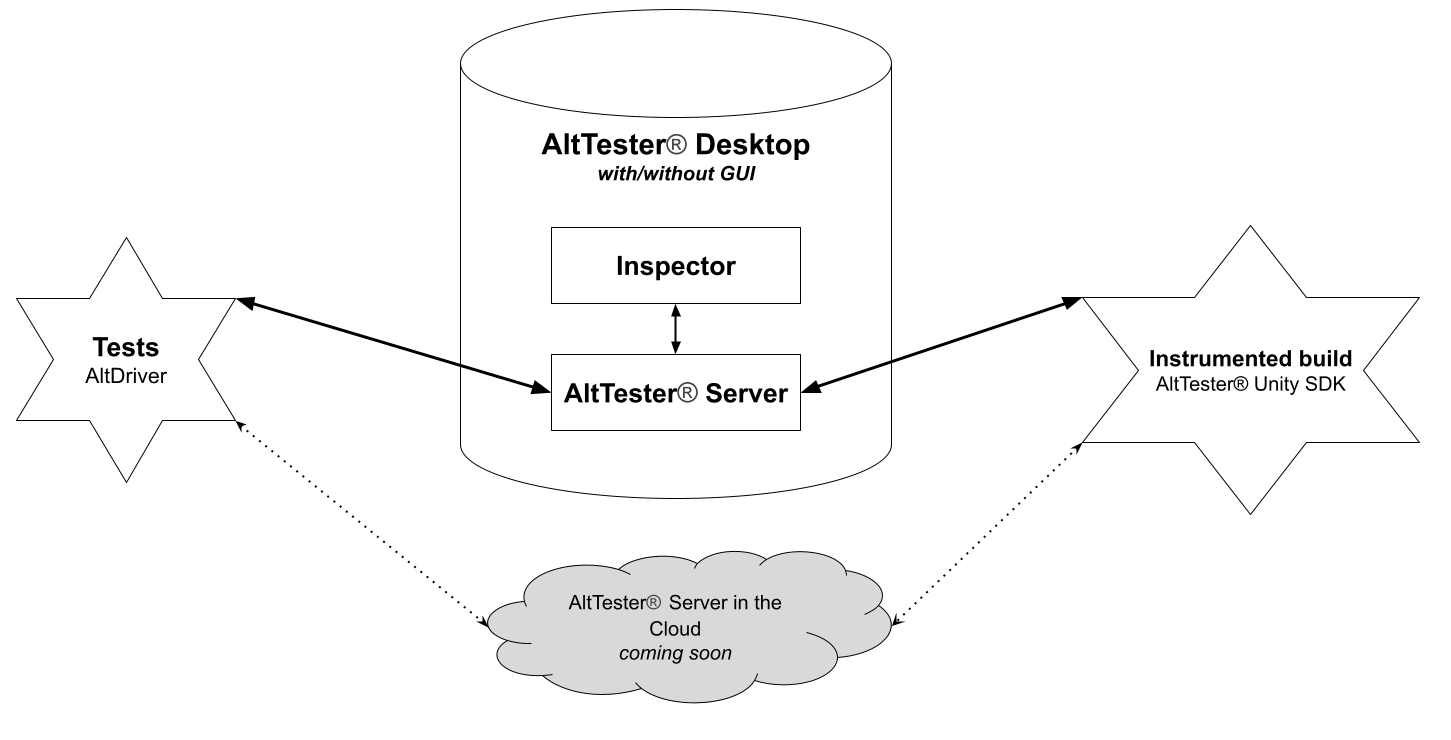 AltTester® Desktop
with/without GUI
Inspector
Tests
AltDriver
AltTester® Server
Instrumented build
AltTester® Unity SDK
AltTester® Server in the
Cloud
coming soon